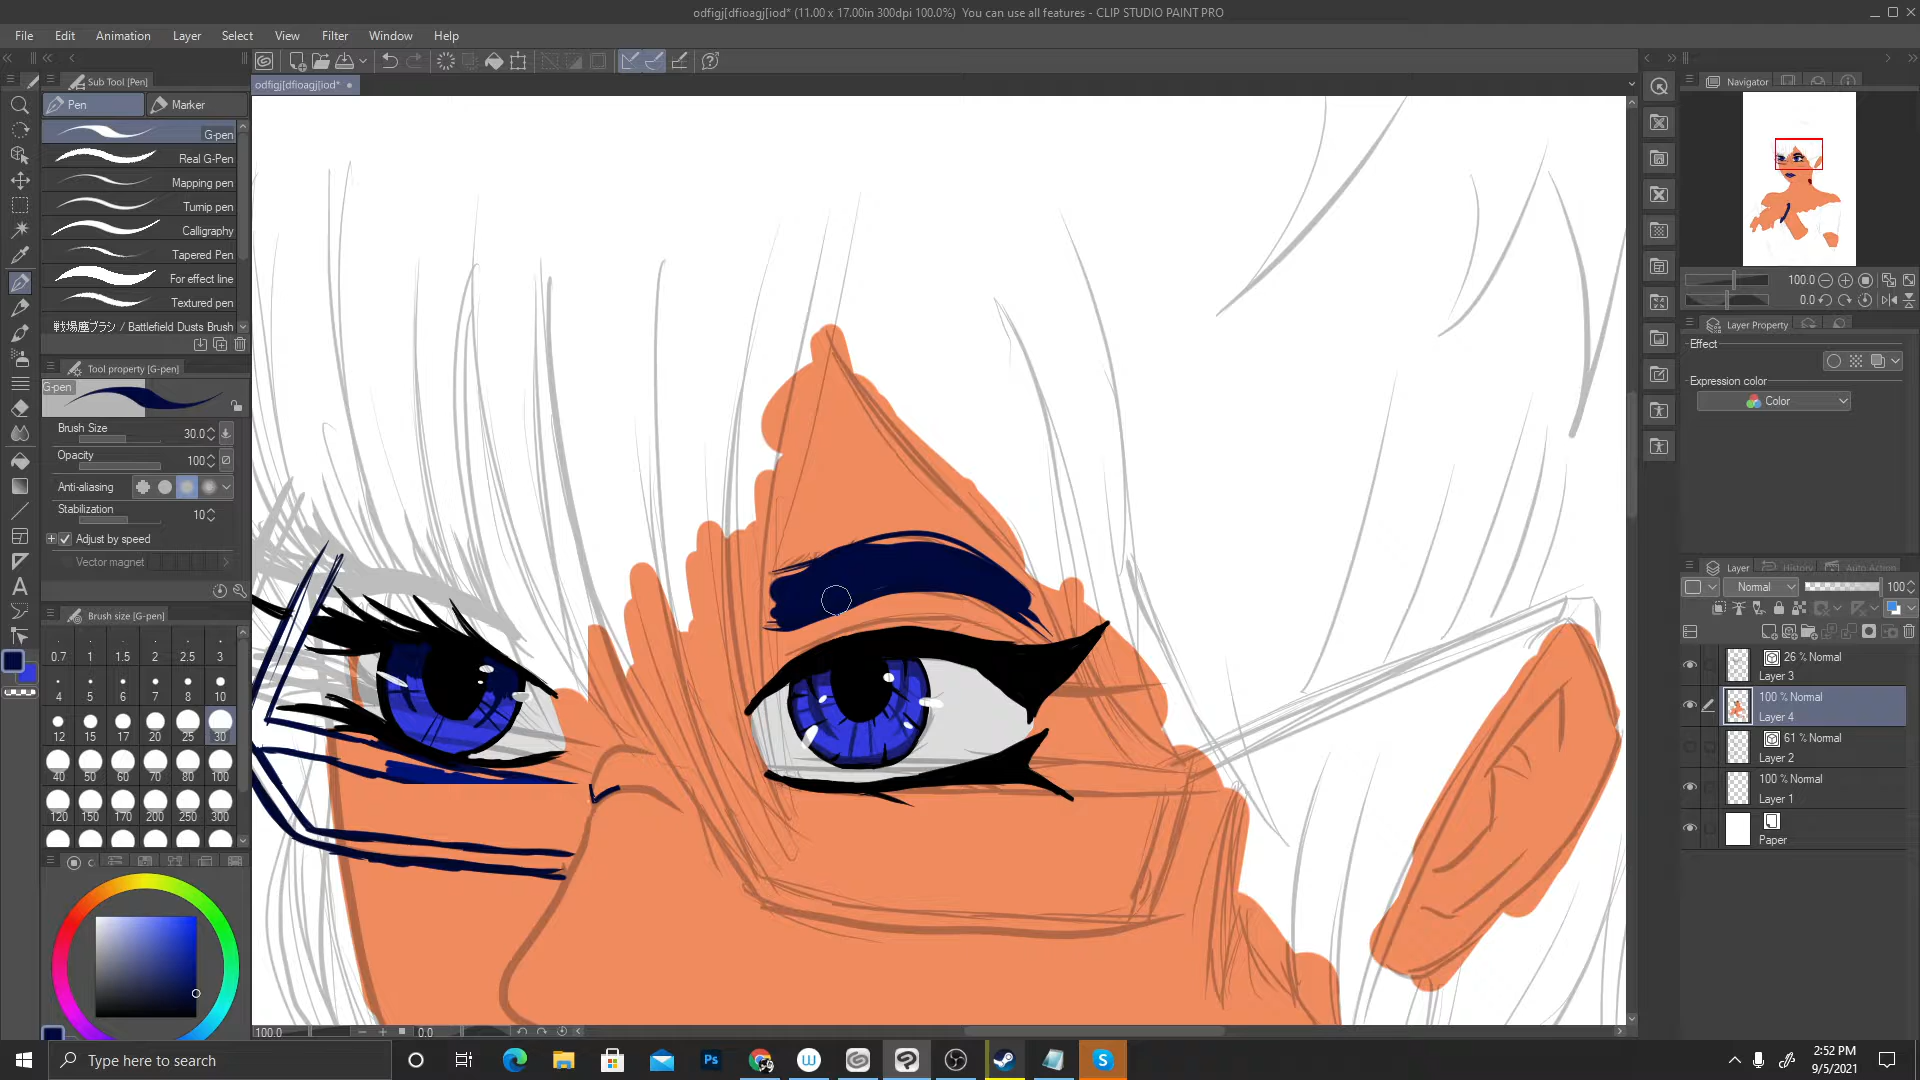 odfigj[dfioagj[iod* (11.00 x 17.00in 300dpi 100.0%)  You can use all features - CLIP STUDIO PAINT PRO
File Edit Animation Layer Select View Filter Window Help
Sub Tool [Pen]
odfigj[dfioagj[iod*
Navigator
Pen Marker
G-pen
Real G-Pen
Mapping pen
Turnip pen
Calligraphy
Tapered Pen
For effect line
Textured pen
戦場塵ブラシ / Battlefield Dusts Brush
100.0
0.0
Layer Property
Effect
Expression color
Color
Tool property [G-pen]
G-pen
Brush Size 30.0
Opacity 100
Anti-aliasing
Stabilization 10
Adjust by speed
Vector magnet
Brush size [G-pen]
0.7 1 1.5 2 2.5 3
4 5 6 7 8 10
12 15 17 20 25 30
40 50 60 70 80 100
120 150 170 200 250 300
Layer History Auto Action
Normal 100
26 % Normal
Layer 3
100 % Normal
Layer 4
61 % Normal
Layer 2
100 % Normal
Layer 1
Paper
100.0 0.0
Type here to search
2:52 PM
9/5/2021